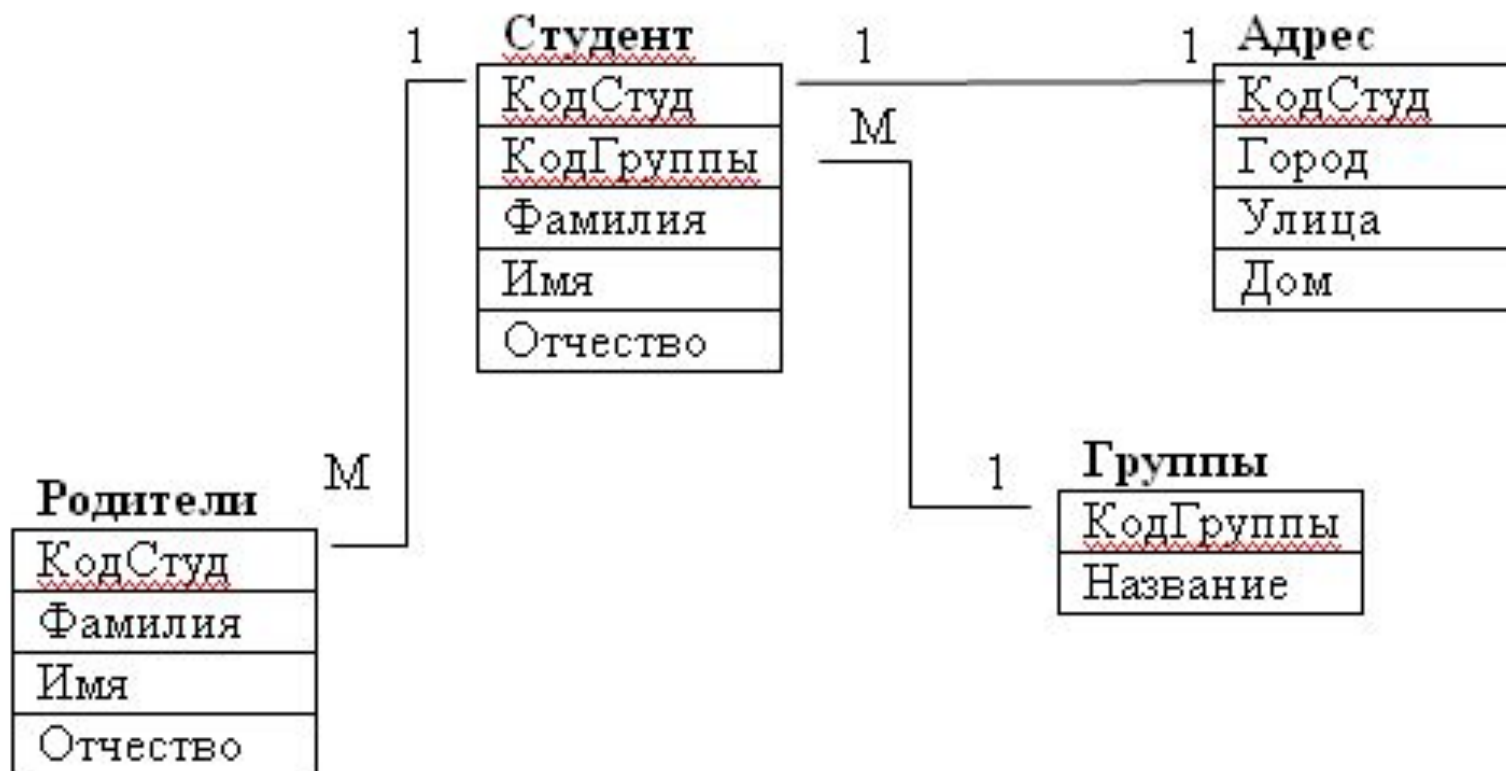 1
Студент
КодСтуд
КодГруппы
Фамилия
Имя
Отчество
1
1
М
Адрес
КодСтуд
Город
Улица
Дом
М
1
Родители
КодСтуд
Фамилия
Имя
Отчество
Группы
КодГруппы
Название